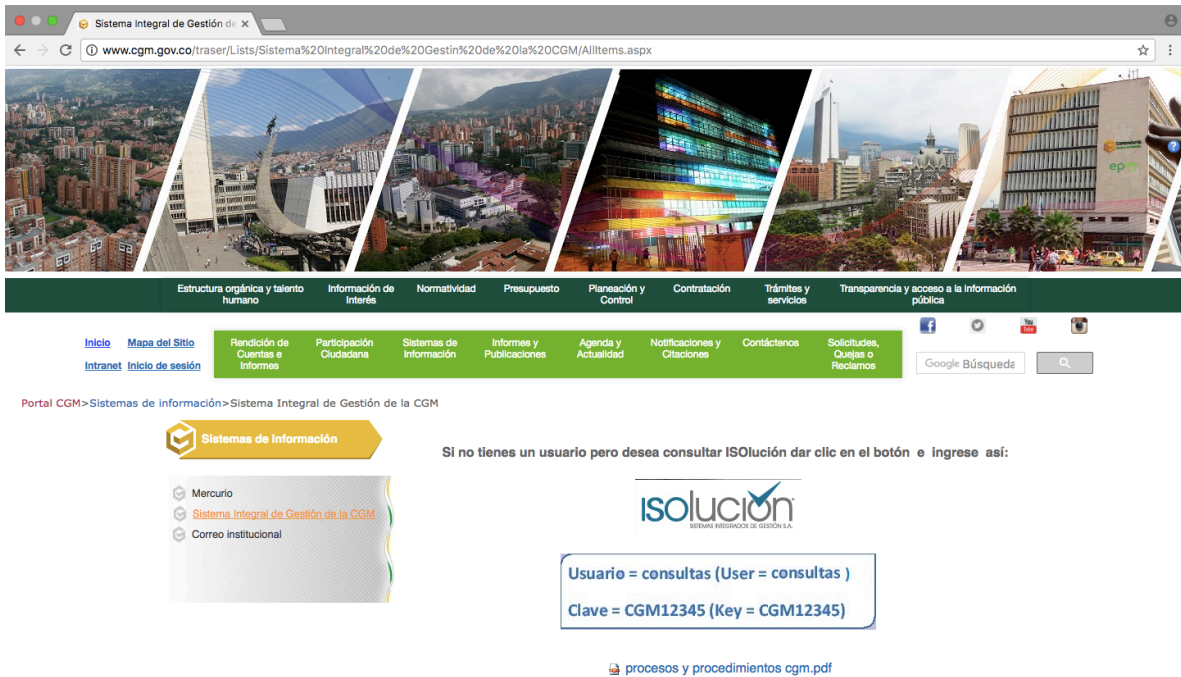 Sistema Integral de Gestión de
www.cgm.gov.co/traser/Lists/Sistema%20Integral%20de%20Gestin%20de%20la%20CGM/AllItems.aspx
Contraloría
epm
Estructura orgánica y talento humano
Información de Interés
Normatividad
Presupuesto
Planeación y Control
Contratación
Trámites y servicios
Transparencia y acceso a la información pública
Inicio
Mapa del Sitio
Intranet
Inicio de sesión
Rendición de Cuentas e Informes
Participación Ciudadana
Sistemas de Información
Informes y Publicaciones
Agenda y Actualidad
Notificaciones y Citaciones
Contáctenos
Solicitudes, Quejas o Reclamos
You Tube
Google Búsqueda
Portal CGM>Sistemas de información>Sistema Integral de Gestión de la CGM
Sistemas de Información
Mercurio
Sistema Integral de Gestión de la CGM
Correo institucional
Si no tienes un usuario pero desea consultar ISOlución dar clic en el botón e ingrese así:
ISOlución
SISTEMAS INTEGRADOS DE GESTIÓN S.A.
Usuario = consultas (User = consultas )
Clave = CGM12345 (Key = CGM12345)
procesos y procedimientos cgm.pdf